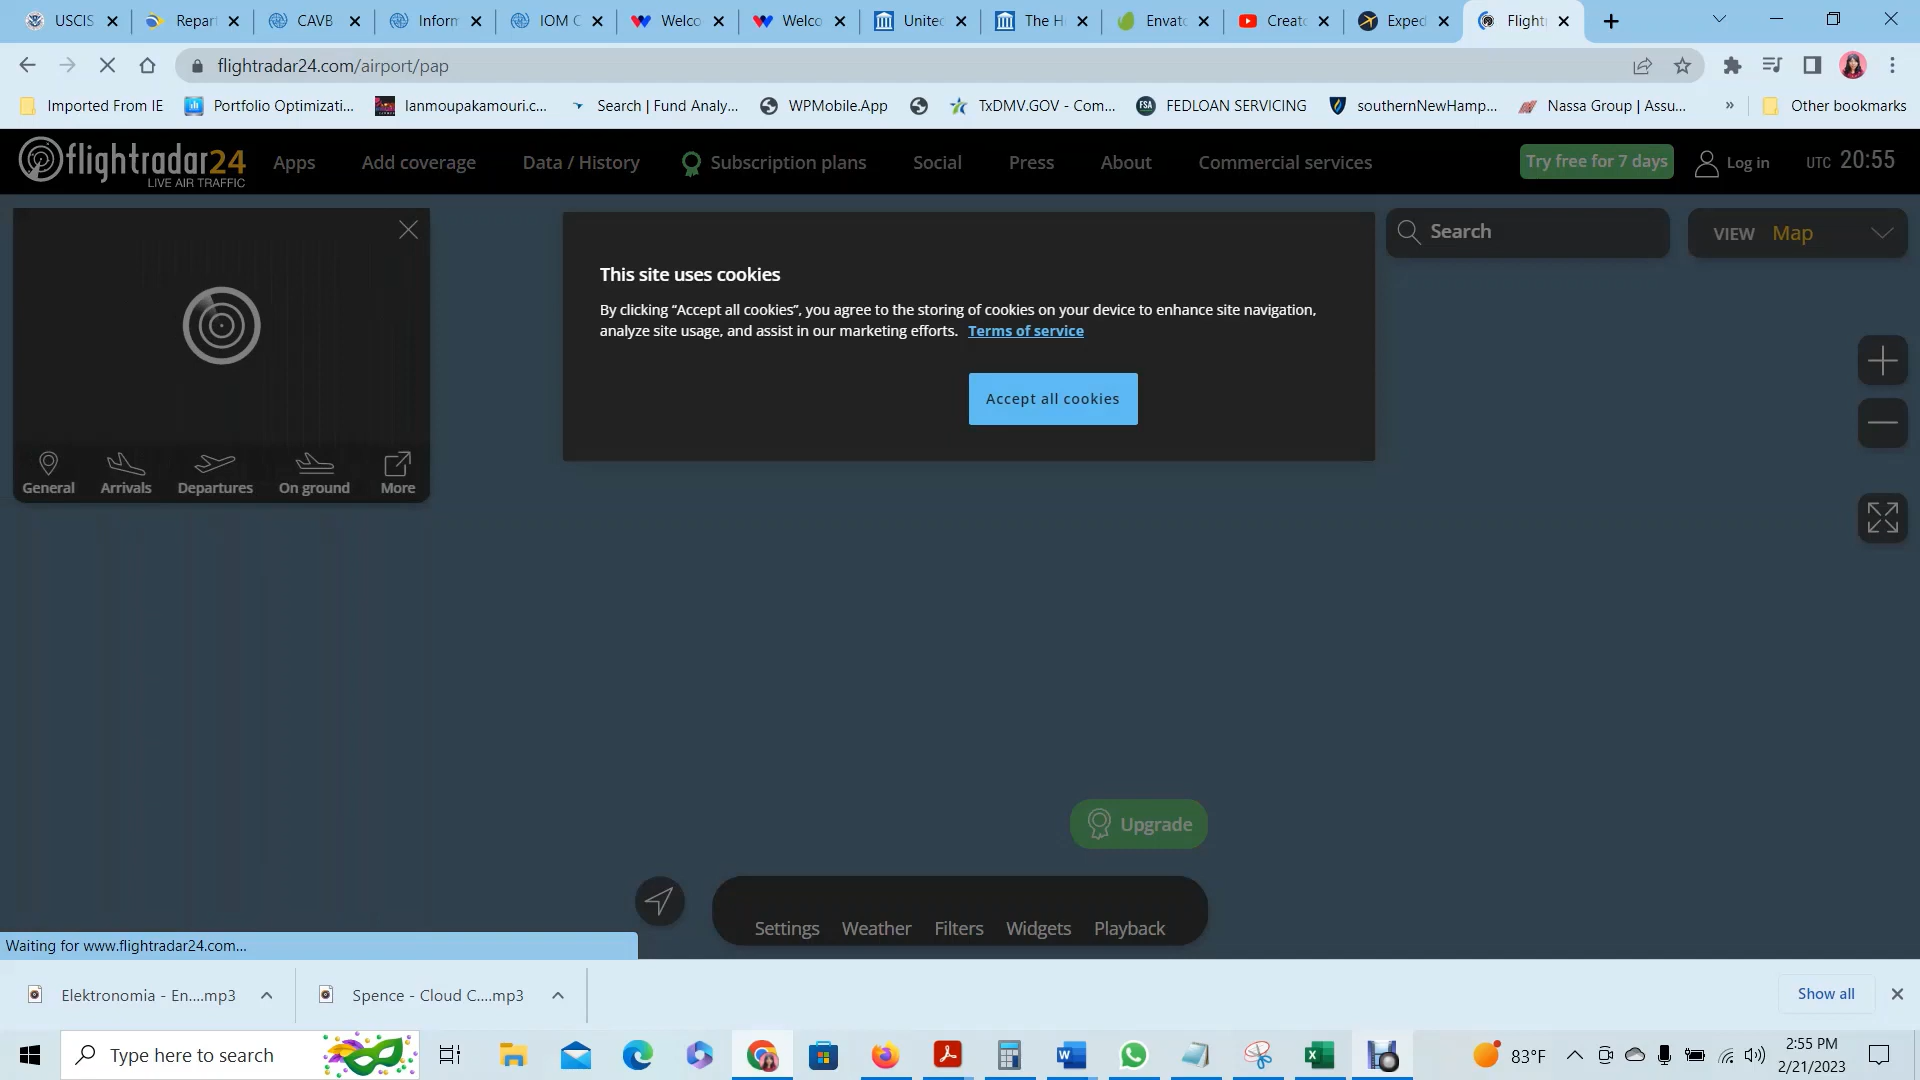 USCIS
Repar
CAVB
Inform
IOM C
Welco
Welco
United
The H
Envato
Creato
Exped
Flight
flightradar24.com/airport/pap
Imported From IE
Portfolio Optimizati...
lanmoupakamouri.c...
Search | Fund Analy...
WPMobile.App
TxDMV.GOV - Com...
FEDLOAN SERVICING
southernNewHamp...
Nassa Group | Assu...
»
Other bookmarks
flightradar24
LIVE AIR TRAFFIC
Apps
Add coverage
Data / History
Subscription plans
Social
Press
About
Commercial services
Try free for 7 days
Log in
UTC 20:55
Search
VIEW Map
This site uses cookies
By clicking “Accept all cookies”, you agree to the storing of cookies on your device to enhance site navigation,
analyze site usage, and assist in our marketing efforts. Terms of service
Accept all cookies
General
Arrivals
Departures
On ground
More
Upgrade
Settings
Weather
Filters
Widgets
Playback
Waiting for www.flightradar24.com...
Elektronomia - En....mp3
Spence - Cloud C....mp3
Show all
Type here to search
83°F
2:55 PM
2/21/2023